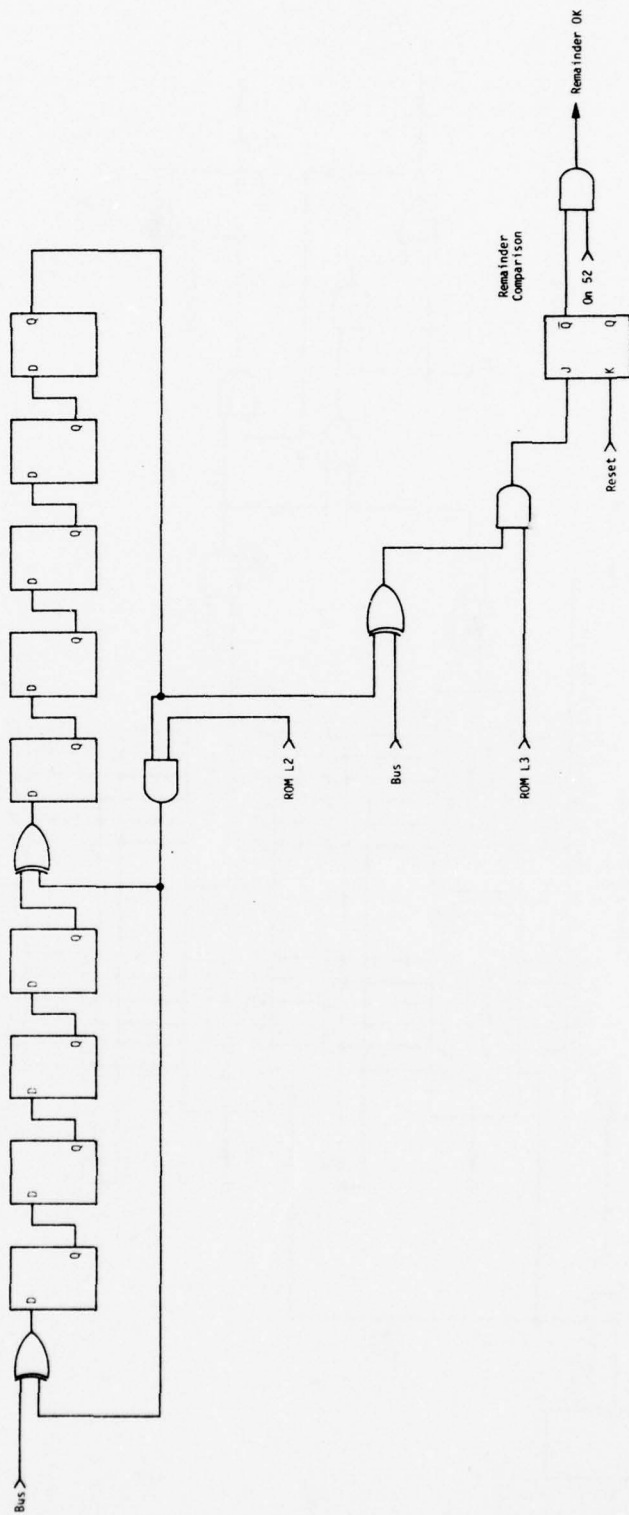 Bus
D
Q
D
Q
D
Q
D
Q
D
Q
D
Q
D
Q
D
Q
D
Q
ROM L2
Bus
ROM L3
Remainder
Comparison
J
Q̅
K
Q
Reset
On 52
Remainder OK